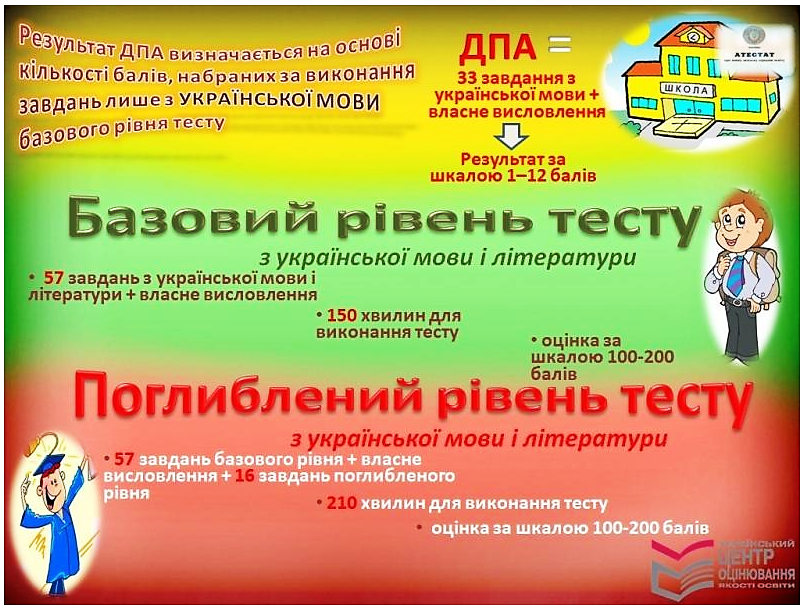 Результат ДПА визначається на основі
кількості балів, набраних за виконання
завдань лише з УКРАЇНСЬКОЇ МОВИ
базового рівня тесту
ДПА =
33 завдання з
української мови +
власне висловлення
Результат за
шкалою 1–12 балів
АТЕСТАТ
ШКОЛА
Базовий рівень тесту
з української мови і літератури
• 57 завдань з української мови і
літератури + власне висловлення
• 150 хвилин для
виконання тесту
• оцінка за
шкалою 100-200
балів
Поглиблений рівень тесту
з української мови і літератури
• 57 завдань базового рівня + власне
висловлення + 16 завдань поглибленого
рівня
• 210 хвилин для виконання тесту
• оцінка за шкалою 100-200 балів
УКРАЇНСЬКИЙ
ЦЕНТР
ОЦІНЮВАННЯ
ЯКОСТІ ОСВІТИ